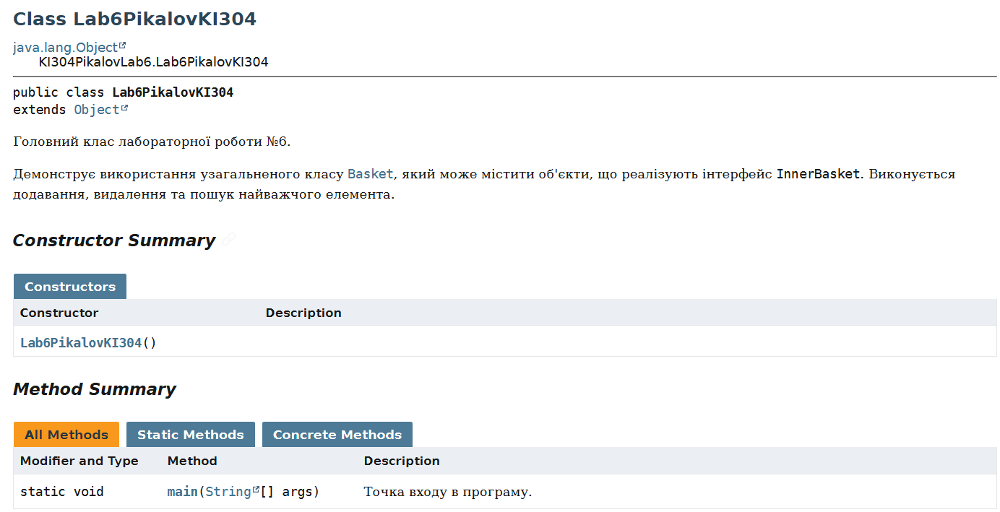 Class Lab6PikalovKI304
java.lang.Object
KI304PikalovLab6.Lab6PikalovKI304
public class Lab6PikalovKI304
extends Object
Головний клас лабораторної роботи №6.
Демонструє використання узагальненого класу Basket, який може містити об'єкти, що реалізують інтерфейс InnerBasket. Виконується
додавання, видалення та пошук найважчого елемента.
Constructor Summary
Constructors
Constructor Description
Lab6PikalovKI304()
Method Summary
All Methods Static Methods Concrete Methods
Modifier and Type Method Description
static void main(String[] args) Точка входу в програму.